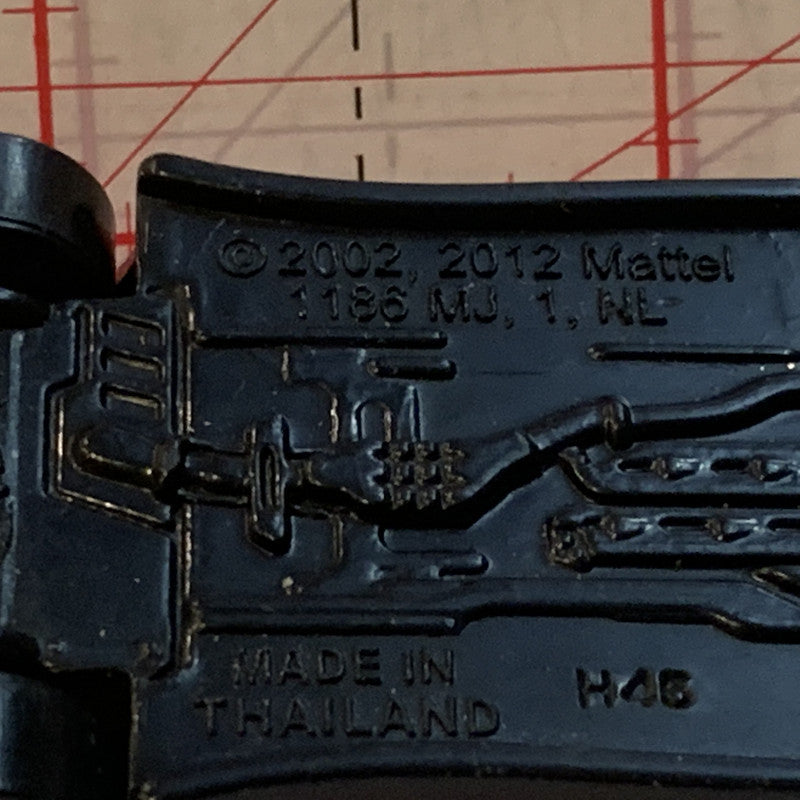 © 2002, 2012 Mattel
1186 MJ, 1, NL
MADE IN
THAILAND
H46